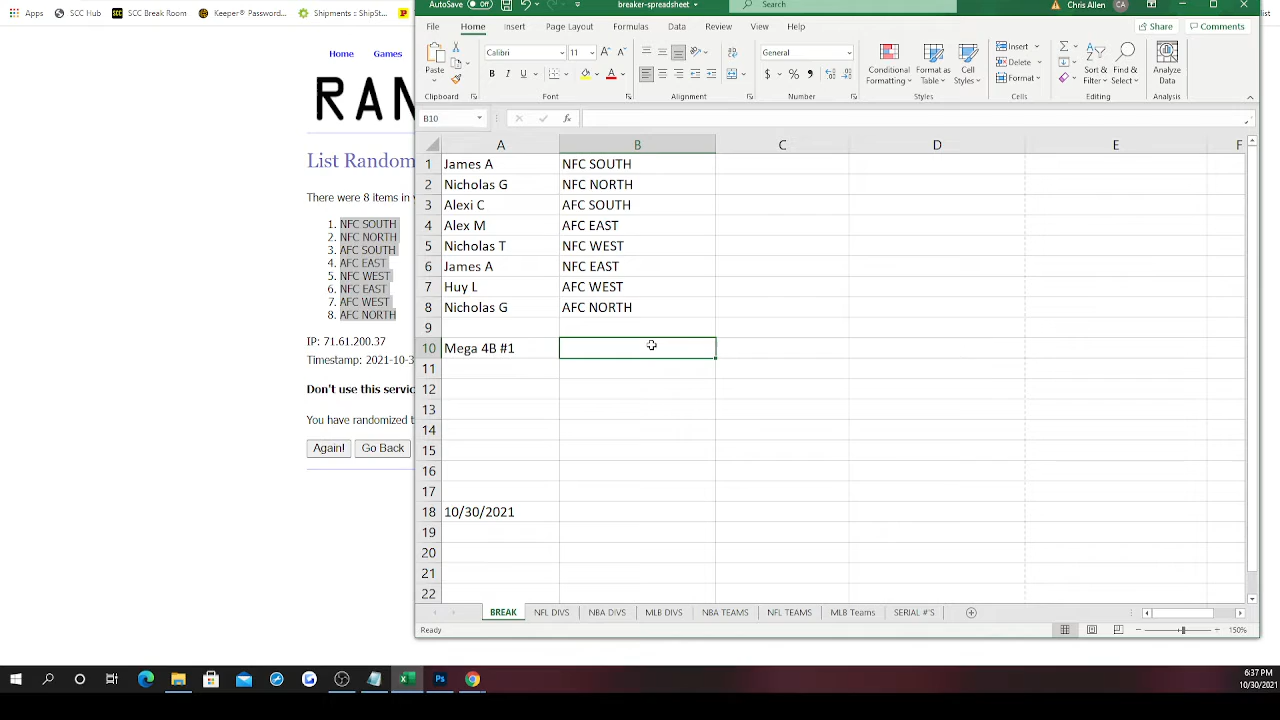 AutoSave Off breaker-spreadsheet Search Chris Allen CA
Apps SCC Hub SCC Break Room Keeper® Password... Shipments :: ShipSt... list
File Home Insert Page Layout Formulas Data Review View Help Share Comments
Home Games
Paste Calibri 11 General Conditional Formatting Format as Table Cell Styles Insert Delete Format Sort & Filter Find & Select Analyze Data
Clipboard Font Alignment Number Styles Cells Editing Analysis
RAN
B10 fx
A B C D E F
List Random
There were 8 items in
1. NFC SOUTH
2. NFC NORTH
3. AFC SOUTH
4. AFC EAST
5. NFC WEST
6. NFC EAST
7. AFC WEST
8. AFC NORTH
IP: 71.61.200.37
Timestamp: 2021-10-3
Don't use this servic
You have randomized t
Again! Go Back
1 James A NFC SOUTH
2 Nicholas G NFC NORTH
3 Alexi C AFC SOUTH
4 Alex M AFC EAST
5 Nicholas T NFC WEST
6 James A NFC EAST
7 Huy L AFC WEST
8 Nicholas G AFC NORTH
9
10 Mega 4B #1
11
12
13
14
15
16
17
18 10/30/2021
19
20
21
22
BREAK NFL DIVS NBA DIVS MLB DIVS NBA TEAMS NFL TEAMS MLB Teams SERIAL #'S
Ready 150%
6:37 PM
10/30/2021